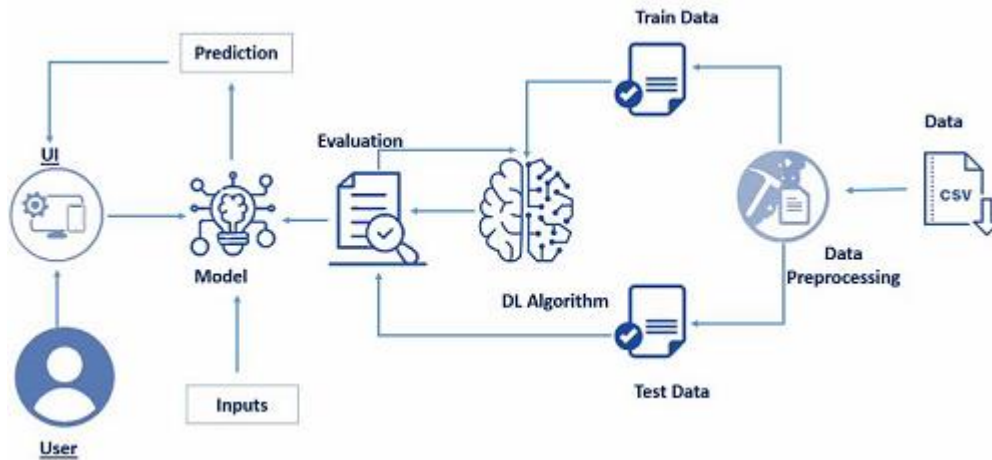 Train Data
Prediction
Evaluation
Data
UI
CSV
Model
Data
Preprocessing
DL Algorithm
Inputs
Test Data
User